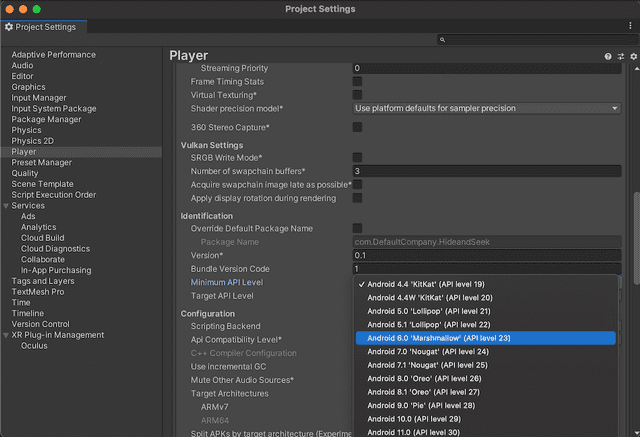 Project Settings
Project Settings
Adaptive Performance
Audio
Editor
Graphics
Input Manager
Input System Package
Package Manager
Physics
Physics 2D
Player
Preset Manager
Quality
Scene Template
Script Execution Order
Services
Ads
Analytics
Cloud Build
Cloud Diagnostics
Collaborate
In-App Purchasing
Tags and Layers
TextMesh Pro
Time
Timeline
Version Control
XR Plug-in Management
Oculus
Player
Streaming Priority 0
Frame Timing Stats
Virtual Texturing*
Shader precision model* Use platform defaults for sampler precision
360 Stereo Capture*
Vulkan Settings
SRGB Write Mode*
Number of swapchain buffers* 3
Acquire swapchain image late as possible*
Apply display rotation during rendering
Identification
Override Default Package Name
Package Name com.DefaultCompany.HideandSeek
Version* 0.1
Bundle Version Code 1
Minimum API Level
Target API Level
Configuration
Scripting Backend
Api Compatibility Level*
C++ Compiler Configuration
Use incremental GC
Mute Other Audio Sources*
Target Architectures
ARMv7
ARM64
Split APKs by target architecture (Experime
✓ Android 4.4 'KitKat' (API level 19)
Android 4.4W 'KitKat' (API level 20)
Android 5.0 'Lollipop' (API level 21)
Android 5.1 'Lollipop' (API level 22)
Android 6.0 'Marshmallow' (API level 23)
Android 7.0 'Nougat' (API level 24)
Android 7.1 'Nougat' (API level 25)
Android 8.0 'Oreo' (API level 26)
Android 8.1 'Oreo' (API level 27)
Android 9.0 'Pie' (API level 28)
Android 10.0 (API level 29)
Android 11.0 (API level 30)